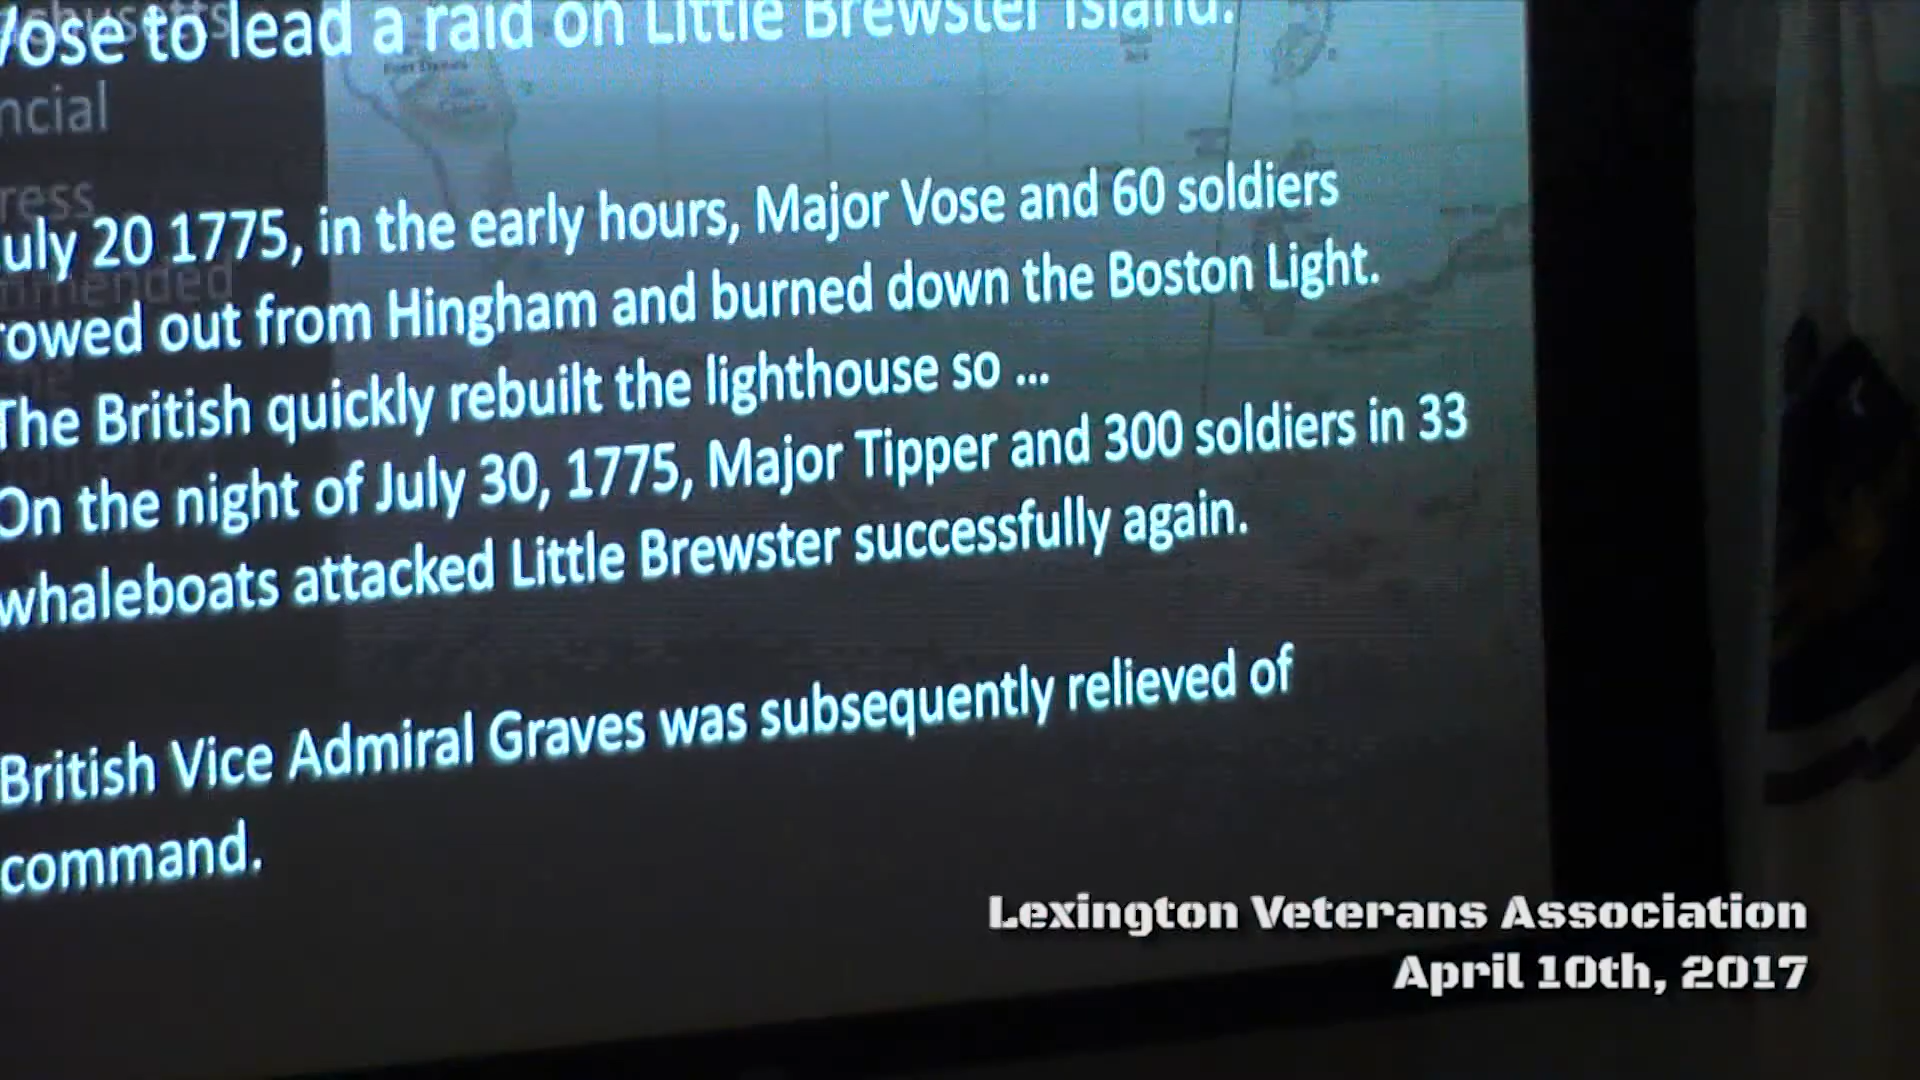 Vose to lead a raid on Little Brewster Island.
ncial
ress
uly 20 1775, in the early hours, Major Vose and 60 soldiers
rowed out from Hingham and burned down the Boston Light.
The British quickly rebuilt the lighthouse so ...
On the night of July 30, 1775, Major Tipper and 300 soldiers in 33
whaleboats attacked Little Brewster successfully again.
British Vice Admiral Graves was subsequently relieved of
command.
Lexington Veterans Association
April 10th, 2017